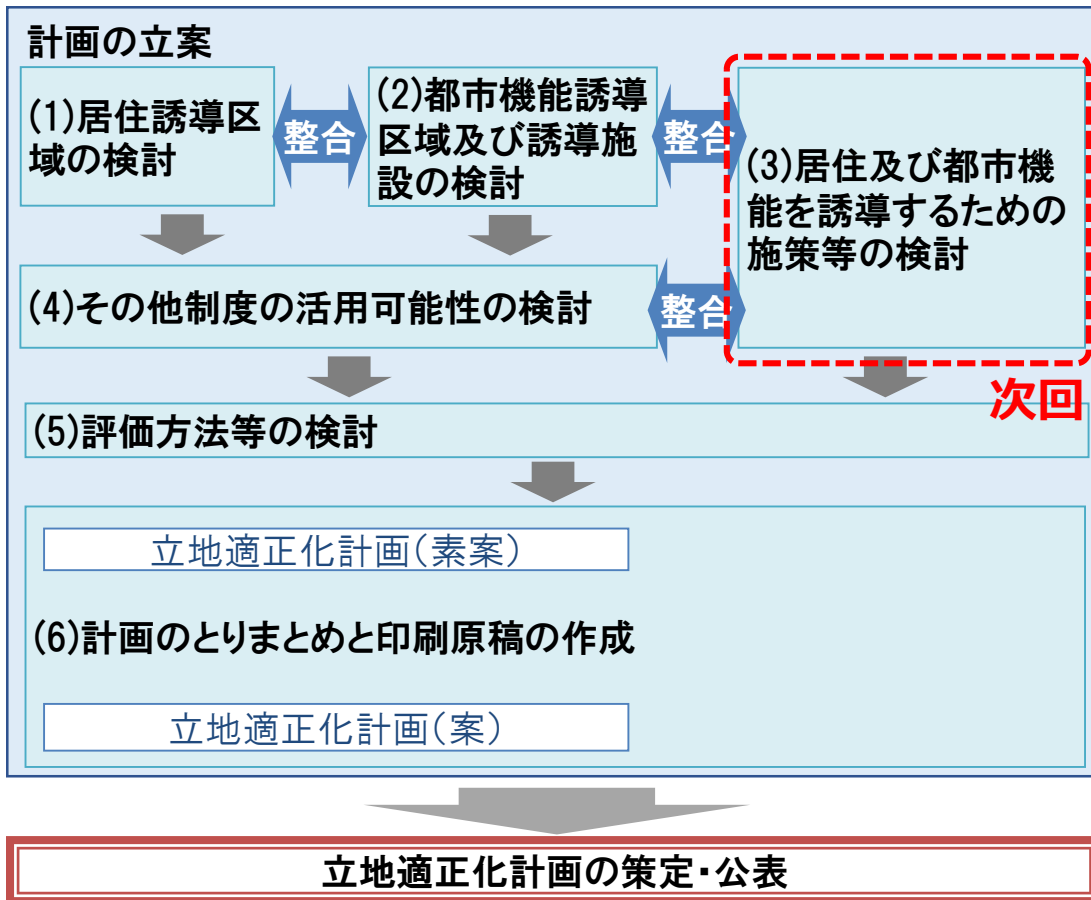 計画の立案
(1)居住誘導区
域の検討
整合
(2)都市機能誘導
区域及び誘導施
設の検討
整合
(3)居住及び都市機
能を誘導するための
施策等の検討
(4)その他制度の活用可能性の検討
整合
次回
(5)評価方法等の検討
立地適正化計画(素案)
(6)計画のとりまとめと印刷原稿の作成
立地適正化計画(案)
立地適正化計画の策定・公表